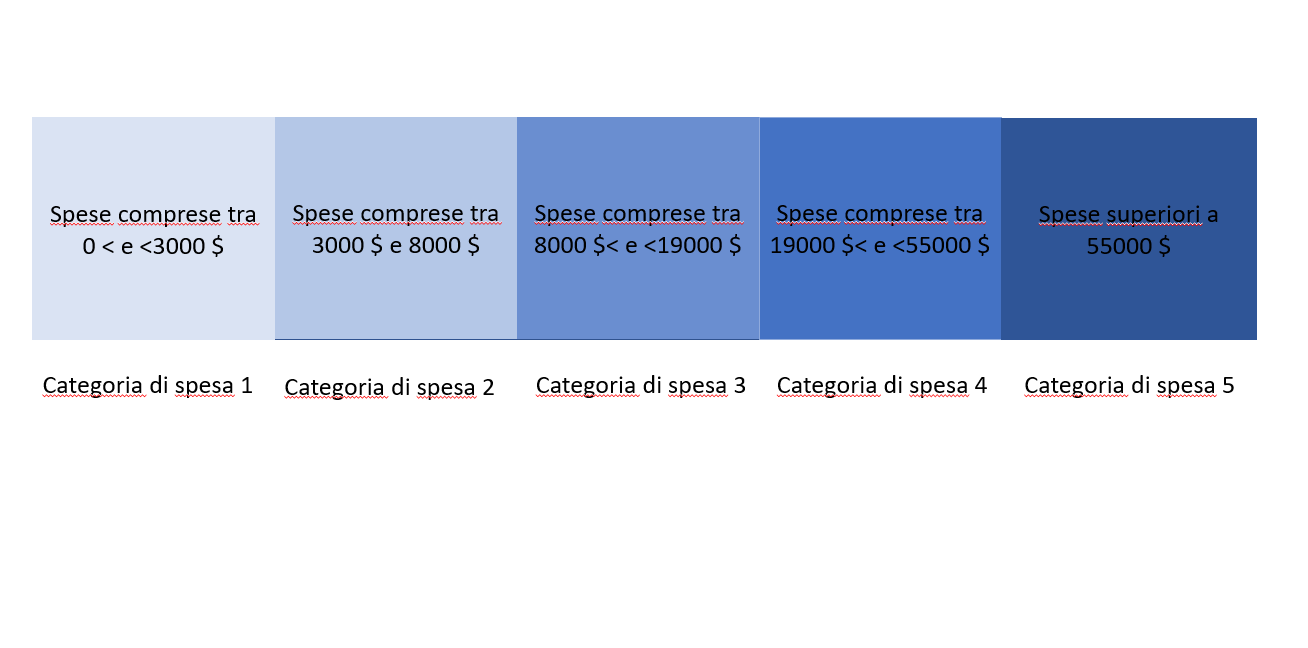 Spese comprese tra
0 < e <3000 $
Spese comprese tra
3000 $ e 8000 $
Spese comprese tra
8000 $< e <19000 $
Spese comprese tra
19000 $< e <55000 $
Spese superiori a
55000 $
Categoria di spesa 1
Categoria di spesa 2
Categoria di spesa 3
Categoria di spesa 4
Categoria di spesa 5